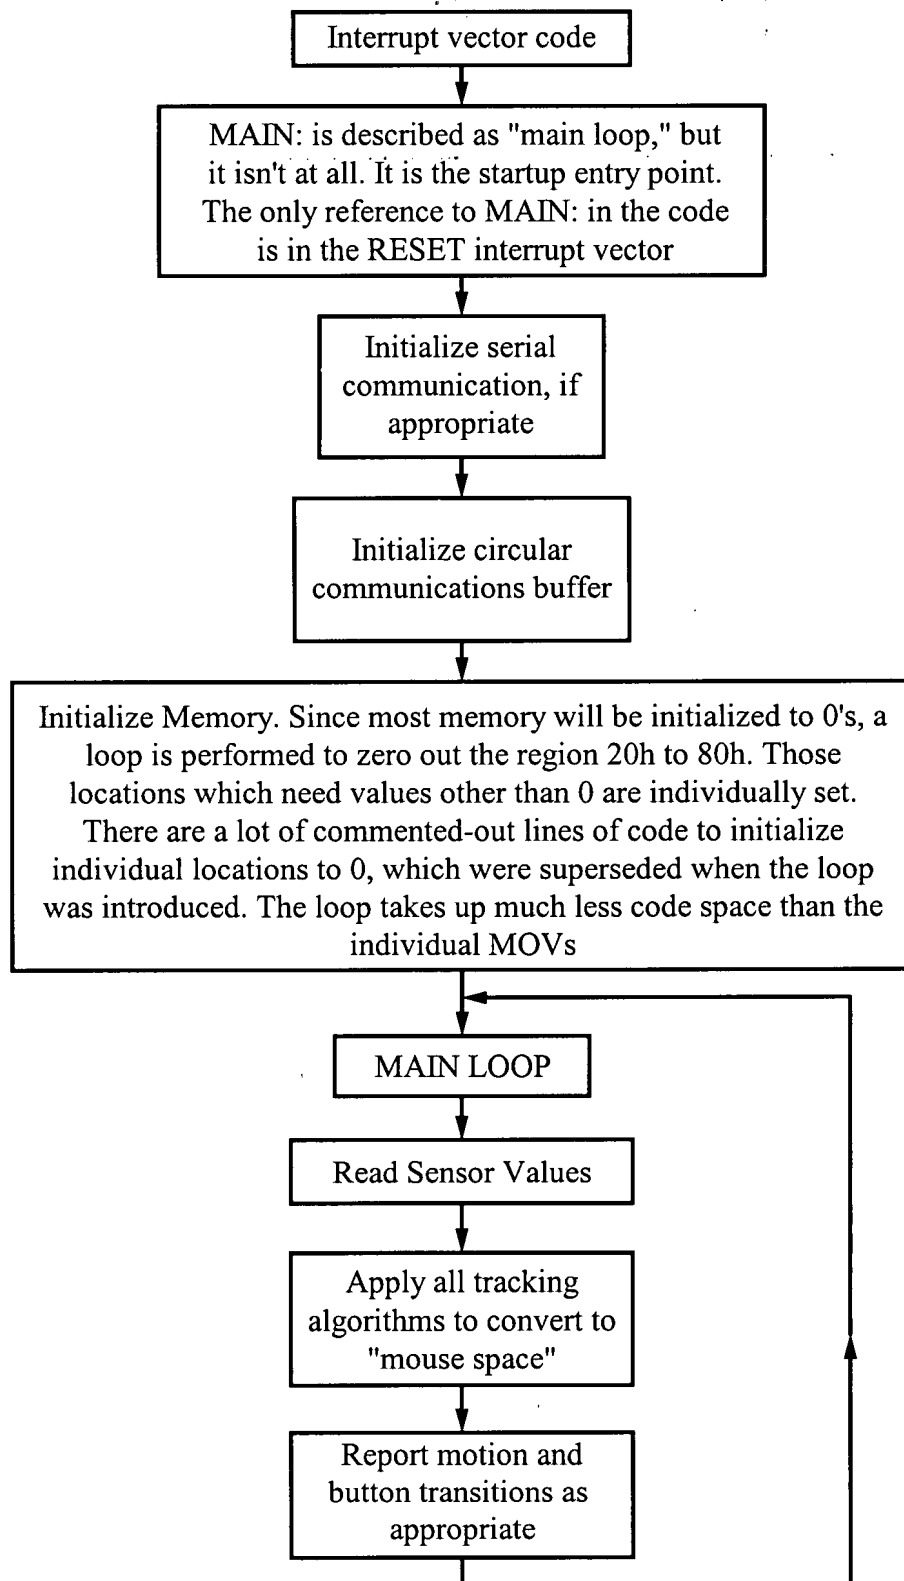 Interrupt vector code
MAIN: is described as "main loop," but
it isn't at all. It is the startup entry point.
The only reference to MAIN: in the code
is in the RESET interrupt vector
Initialize serial
communication, if
appropriate
Initialize circular
communications buffer
Initialize Memory. Since most memory will be initialized to 0's, a
loop is performed to zero out the region 20h to 80h. Those
locations which need values other than 0 are individually set.
There are a lot of commented-out lines of code to initialize
individual locations to 0, which were superseded when the loop
was introduced. The loop takes up much less code space than the
individual MOVs
MAIN LOOP
Read Sensor Values
Apply all tracking
algorithms to convert to
"mouse space"
Report motion and
button transitions as
appropriate